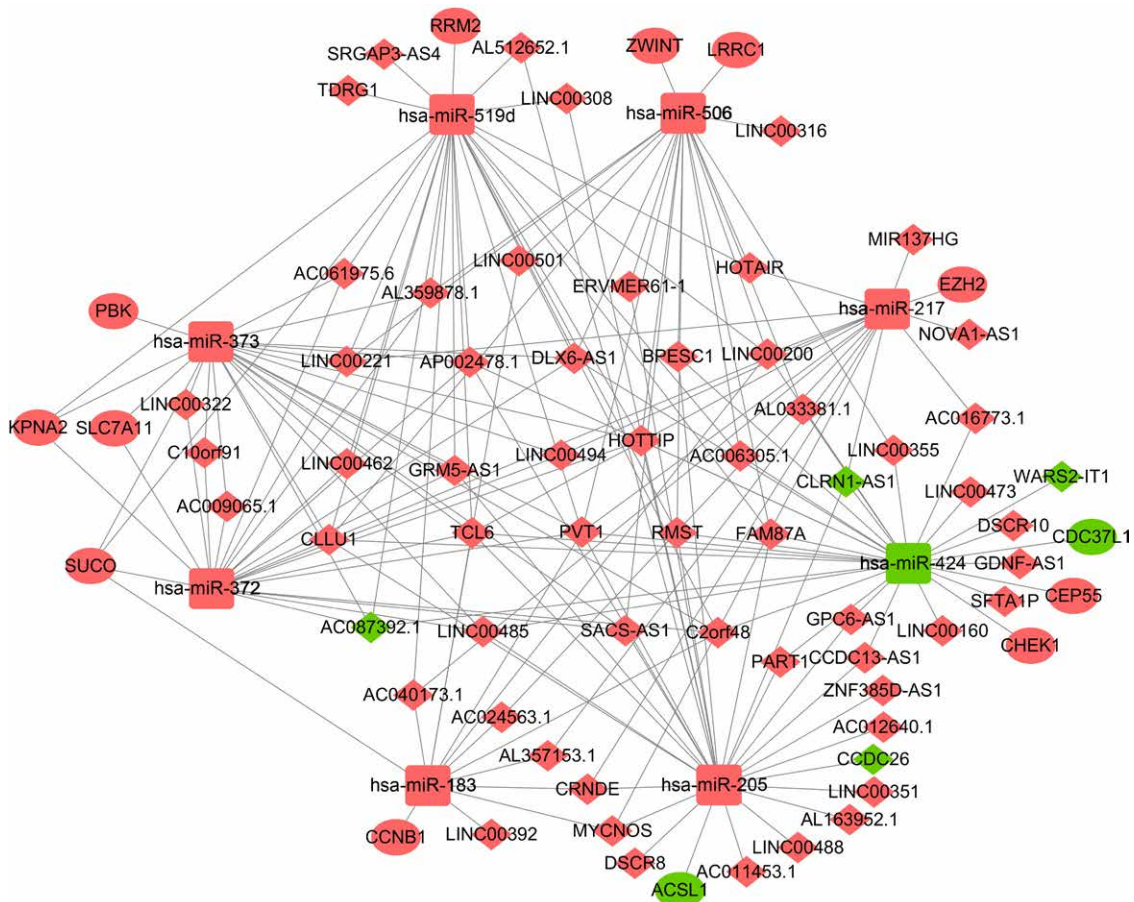 RRM2
AL512652.1
ZWINT
LRRC1
SRGAP3-AS4
TDRG1
LINC00308
hsa-miR-519d
hsa-miR-506
LINC00316
MIR137HG
LINC00501
HOTAIR
AC061975.6
ERVMER61-1
EZH2
AL359878.1
PBK
hsa-miR-217
NOVA1-AS1
hsa-miR-373
LINC00221
AP002478.1
DLX6-AS1
BPESC1
LINC00200
LINC00322
AL033381.1
AC016773.1
KPNA2
SLC7A11
C10orf91
HOTTIP
LINC00355
LINC00494
AC006305.1
LINC00462
GRM5-AS1
CLRN1-AS1
WARS2-IT1
LINC00473
AC009065.1
DSCR10
CLLU1
TCL6
PVT1
RMST
FAM87A
CDC37L1
SUCO
hsa-miR-424
GDNF-AS1
hsa-miR-372
SFTA1P
CEP55
GPC6-AS1
AC087392.1
LINC00485
SACS-AS1
C2orf48
LINC00160
CHEK1
PART1
CCDC13-AS1
AC040173.1
ZNF385D-AS1
AC024563.1
AC012640.1
AL357153.1
CCDC26
hsa-miR-183
CRNDE
hsa-miR-205
LINC00351
AL163952.1
CCNB1
LINC00392
MYCNOS
LINC00488
DSCR8
AC011453.1
ACSL1